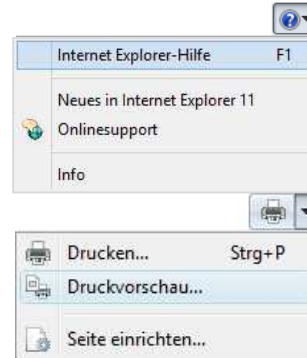 Internet Explorer-Hilfe F1
Neues in Internet Explorer 11
Onlinesupport
Info
Drucken... Strg+P
Druckvorschau...
Seite einrichten...